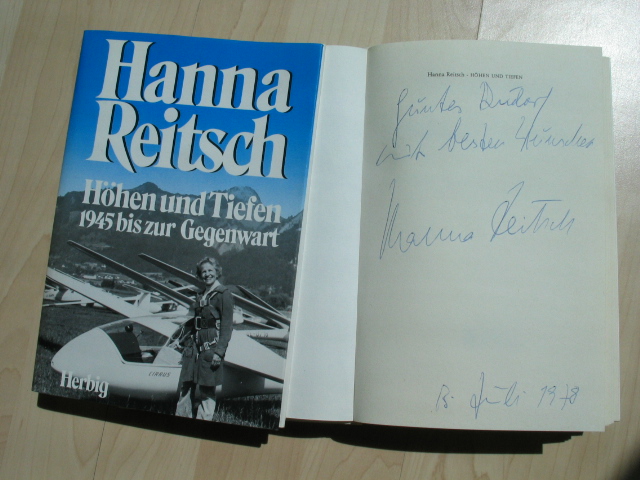 Hanna
Reitsch
Höhen und Tiefen
1945 bis zur Gegenwart
CIRRUS
Herbig
Hanna Reitsch · HÖHEN UND TIEFEN
Günter
mit besten Wünschen
Hanna Reitsch
Juli 1978